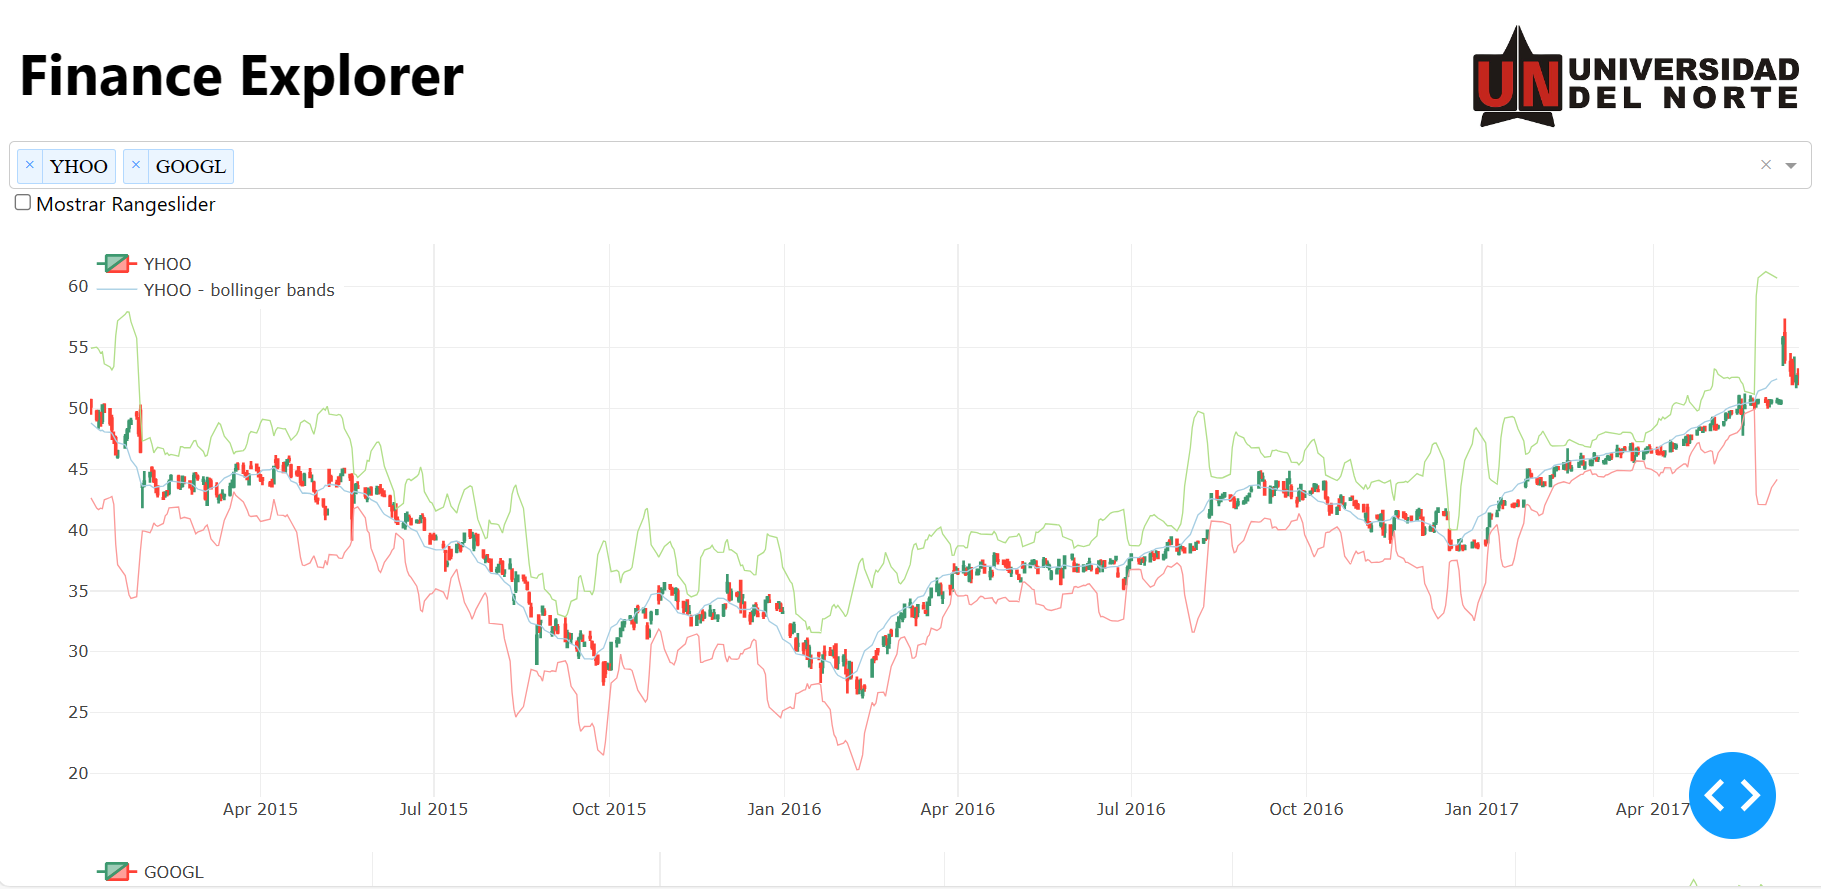 Finance Explorer
UN UNIVERSIDAD
DEL NORTE
× YHOO × GOOGL ×
Mostrar Rangeslider
YHOO
YHOO - bollinger bands
60
55
50
45
40
35
30
25
20
Apr 2015 Jul 2015 Oct 2015 Jan 2016 Apr 2016 Jul 2016 Oct 2016 Jan 2017 Apr 2017
GOOGL